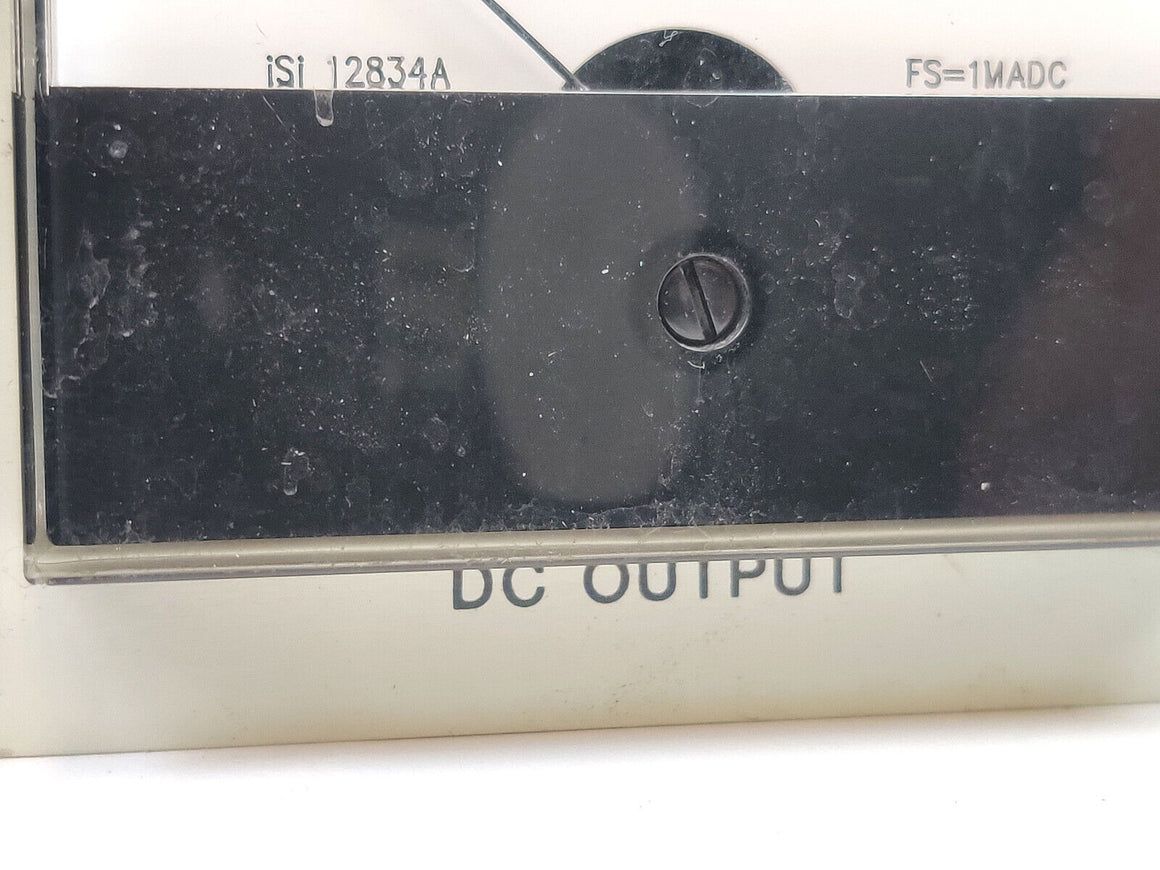 iSi 12834A
FS=1MADC
DC OUTPUT